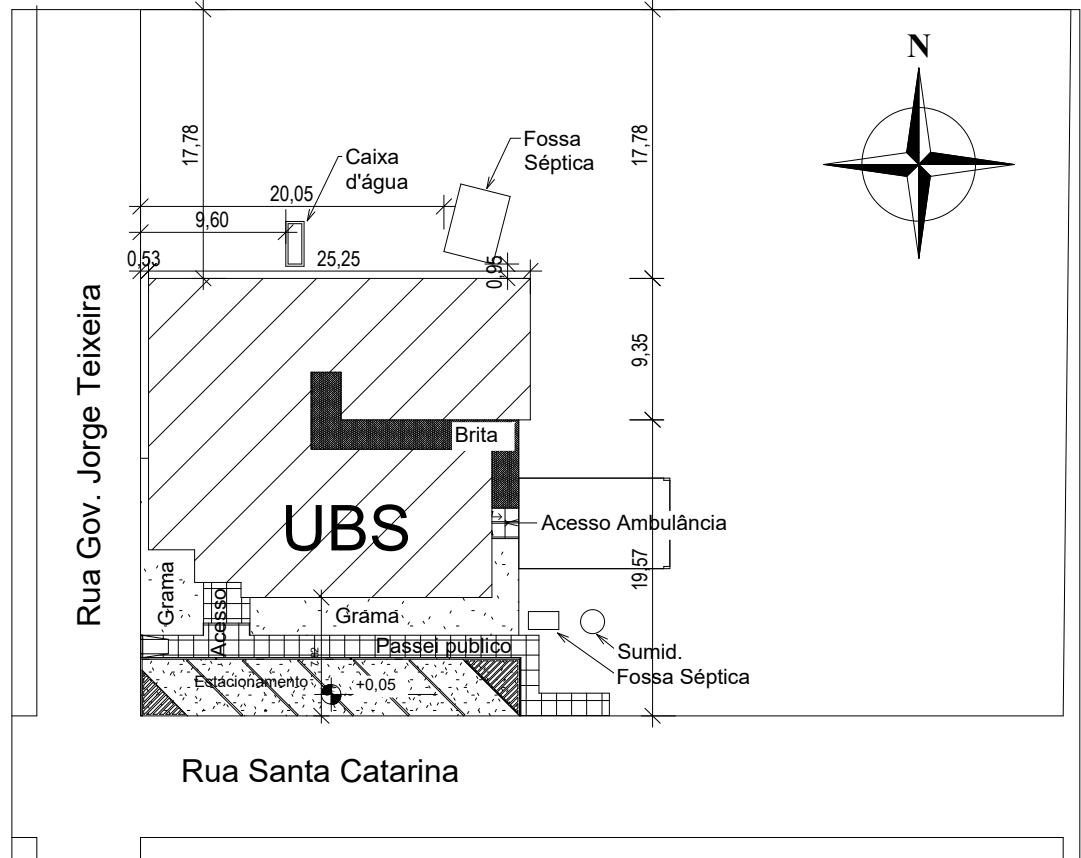 N
17,78
17,78
Fossa
Séptica
Caixa
d'água
20,05
9,60
0,53
25,25
0,95
9,35
Rua Gov. Jorge Teixeira
Brita
UBS
Acesso Ambulância
19,57
Grama
Acesso
Grama
Passei publico
Sumid.
Fossa Séptica
Estacionamento
+0,05
Rua Santa Catarina